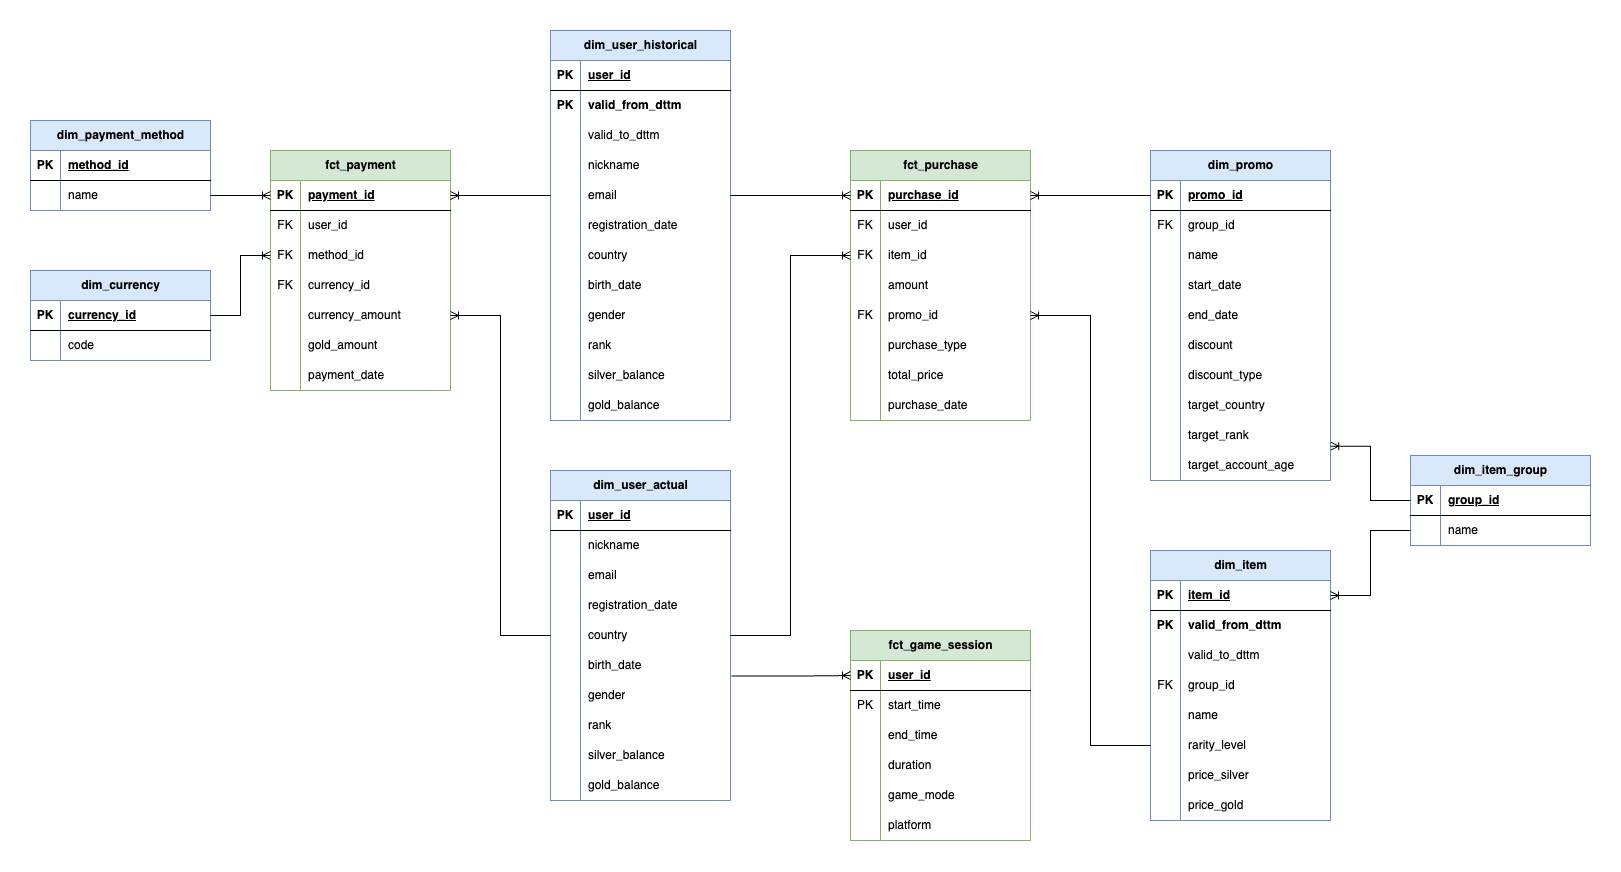 dim_user_historical
PK user_id
PK valid_from_dttm
valid_to_dttm
nickname
email
registration_date
country
birth_date
gender
rank
silver_balance
gold_balance
dim_payment_method
PK method_id
name
dim_currency
PK currency_id
code
fct_payment
PK payment_id
FK user_id
FK method_id
FK currency_id
currency_amount
gold_amount
payment_date
fct_purchase
PK purchase_id
FK user_id
FK item_id
amount
FK promo_id
purchase_type
total_price
purchase_date
dim_promo
PK promo_id
FK group_id
name
start_date
end_date
discount
discount_type
target_country
target_rank
target_account_age
dim_item_group
PK group_id
name
dim_user_actual
PK user_id
nickname
email
registration_date
country
birth_date
gender
rank
silver_balance
gold_balance
fct_game_session
PK user_id
PK start_time
end_time
duration
game_mode
platform
dim_item
PK item_id
PK valid_from_dttm
valid_to_dttm
FK group_id
name
rarity_level
price_silver
price_gold